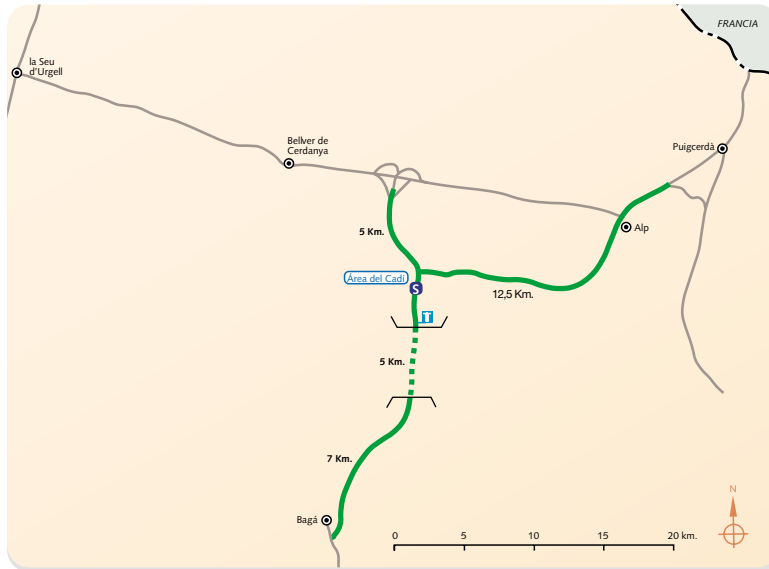 FRANCIA
la Seu
d'Urgell
Bellver de
Cerdanya
Puigcerdà
Alp
5 Km.
Área del Cadí
S
12,5 Km.
T
5 Km.
7 Km.
Bagá
N
0 5 10 15 20 km.